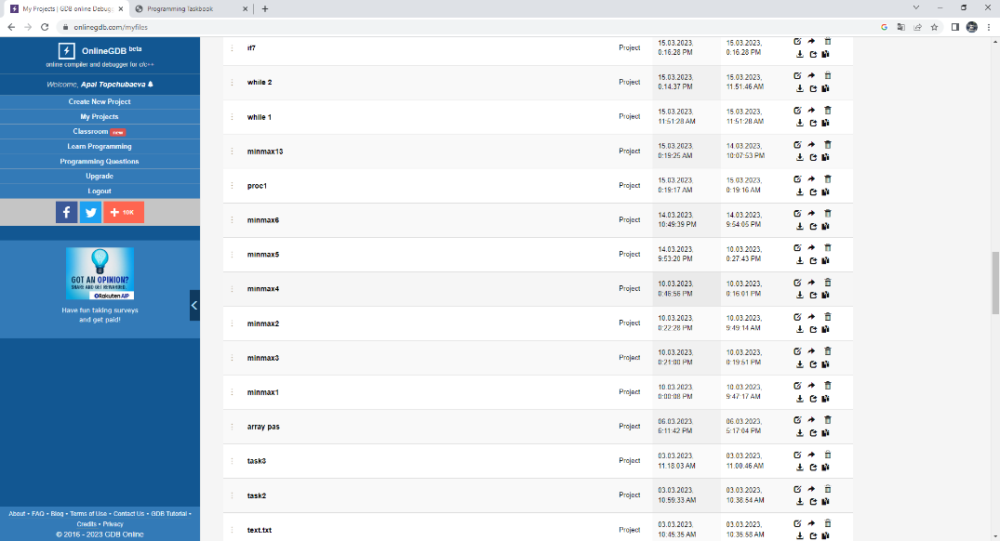 My Projects | GDB online Debug
Programming Taskbook
onlinegdb.com/myfiles
OnlineGDB beta
online compiler and debugger for c/c++
Welcome, Apal Topchubaeva
Create New Project
My Projects
Classroom new
Learn Programming
Programming Questions
Upgrade
Logout
10K
GOT AN OPINION?
SHARE AND GET REWARDED.
Rakuten AIP
Have fun taking surveys
and get paid!
About • FAQ • Blog • Terms of Use • Contact Us • GDB Tutorial •
Credits • Privacy
© 2016 - 2023 GDB Online
if7 Project 15.03.2023, 15.03.2023,
0:16:28 PM 0:16:28 PM
while 2 Project 15.03.2023, 15.03.2023,
0:14:37 PM 11:51:46 AM
while 1 Project 15.03.2023, 15.03.2023,
11:51:28 AM 11:51:28 AM
minmax13 Project 15.03.2023, 14.03.2023,
0:19:25 AM 10:07:53 PM
proc1 Project 15.03.2023, 15.03.2023,
0:19:17 AM 0:19:16 AM
minmax6 Project 14.03.2023, 14.03.2023,
10:49:39 PM 9:54:05 PM
minmax5 Project 14.03.2023, 10.03.2023,
9:53:20 PM 0:27:43 PM
minmax4 Project 10.03.2023, 10.03.2023,
0:46:56 PM 0:16:01 PM
minmax2 Project 10.03.2023, 10.03.2023,
0:22:28 PM 9:49:14 AM
minmax3 Project 10.03.2023, 10.03.2023,
0:21:00 PM 0:19:51 PM
minmax1 Project 10.03.2023, 10.03.2023,
0:00:08 PM 9:47:17 AM
array pas Project 06.03.2023, 06.03.2023,
6:11:42 PM 5:17:04 PM
task3 Project 03.03.2023, 03.03.2023,
11:18:03 AM 11:00:46 AM
task2 Project 03.03.2023, 03.03.2023,
10:59:33 AM 10:38:54 AM
text.txt Project 03.03.2023, 03.03.2023,
10:45:35 AM 10:35:58 AM